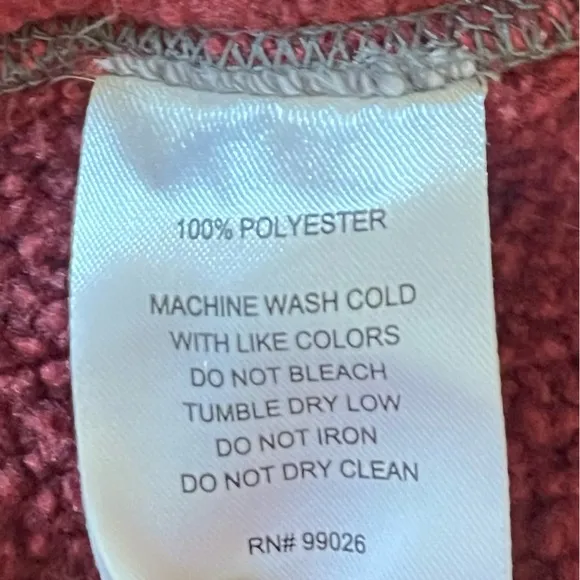 100% POLYESTER
MACHINE WASH COLD
WITH LIKE COLORS
DO NOT BLEACH
TUMBLE DRY LOW
DO NOT IRON
DO NOT DRY CLEAN
RN# 99026